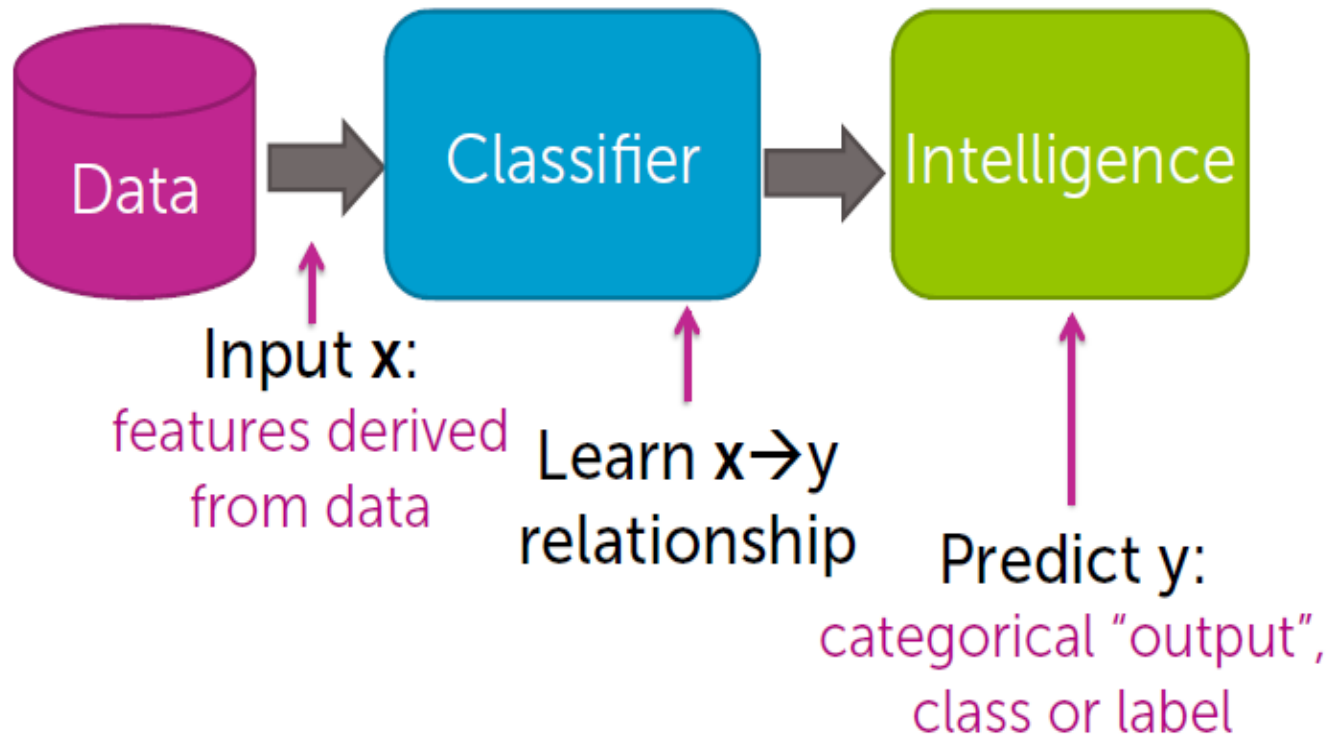 Data
Classifier
Intelligence
Input x:
features derived
from data
Learn x→y
relationship
Predict y:
categorical “output”,
class or label